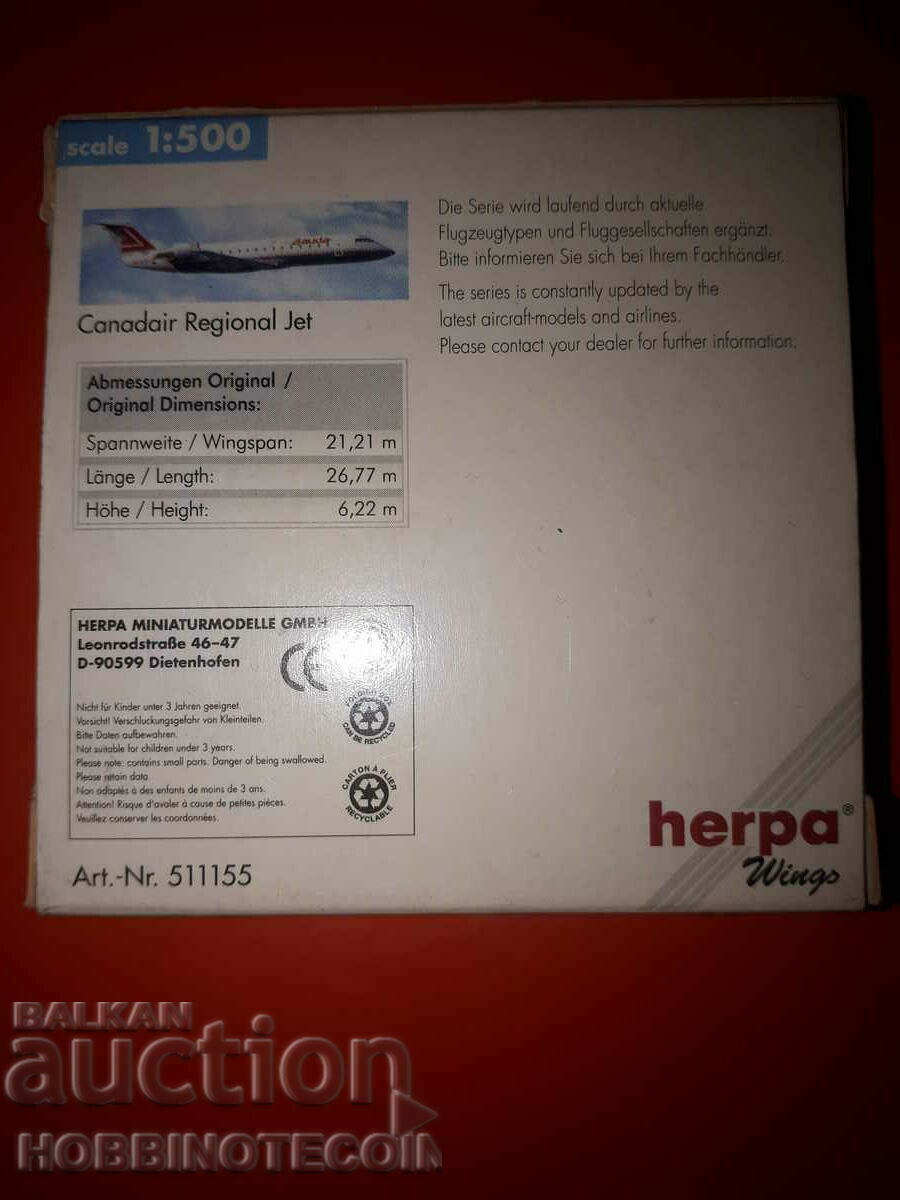 scale 1:500
Canadair Regional Jet
Abmessungen Original /
Original Dimensions:
Spannweite / Wingspan: 21,21 m
Länge / Length: 26,77 m
Höhe / Height: 6,22 m
Die Serie wird laufend durch aktuelle
Flugzeugtypen und Fluggesellschaften ergänzt.
Bitte informieren Sie sich bei Ihrem Fachhändler.
The series is constantly updated by the
latest aircraft-models and airlines.
Please contact your dealer for further information.
HERPA MINIATURMODELLE GMBH
Leonrodstraße 46–47
D-90599 Dietenhofen
CE
Nicht für Kinder unter 3 Jahren geeignet.
Vorsicht! Verschluckungsgefahr von Kleinteilen.
Bitte Daten aufbewahren.
Not suitable for children under 3 years.
Please note: contains small parts. Danger of being swallowed.
Please retain data.
Non adaptés à des enfants de moins de 3 ans.
Attention! Risque d'avaler à cause de petites pièces.
Veuillez conserver les coordonnées.
FOLDING BOX
CAN BE RECYCLED
CARTON À PLIER
RECYCLABLE
Art.-Nr. 511155
herpa®
Wings
BALKAN
auction
HOBBINOTECOIN